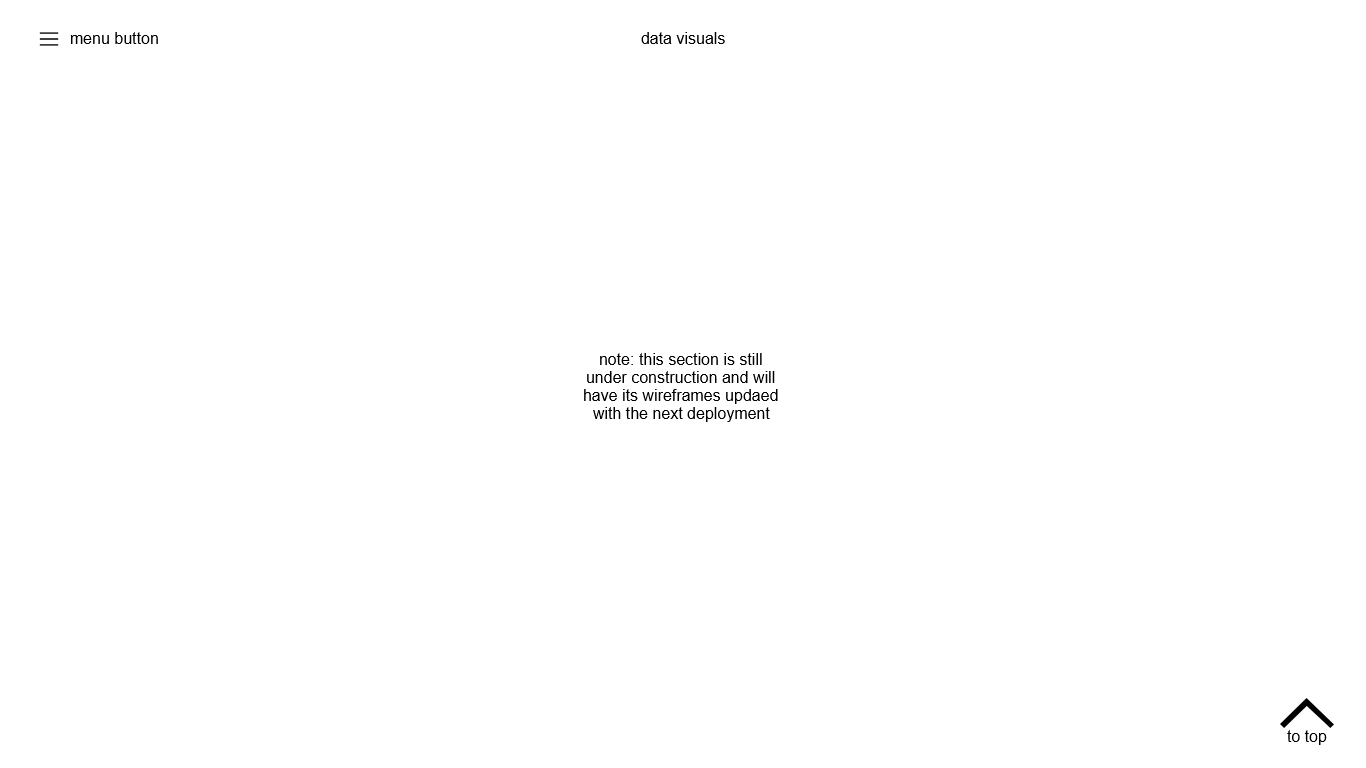 menu button
data visuals
note: this section is still
under construction and will
have its wireframes updaed
with the next deployment
to top